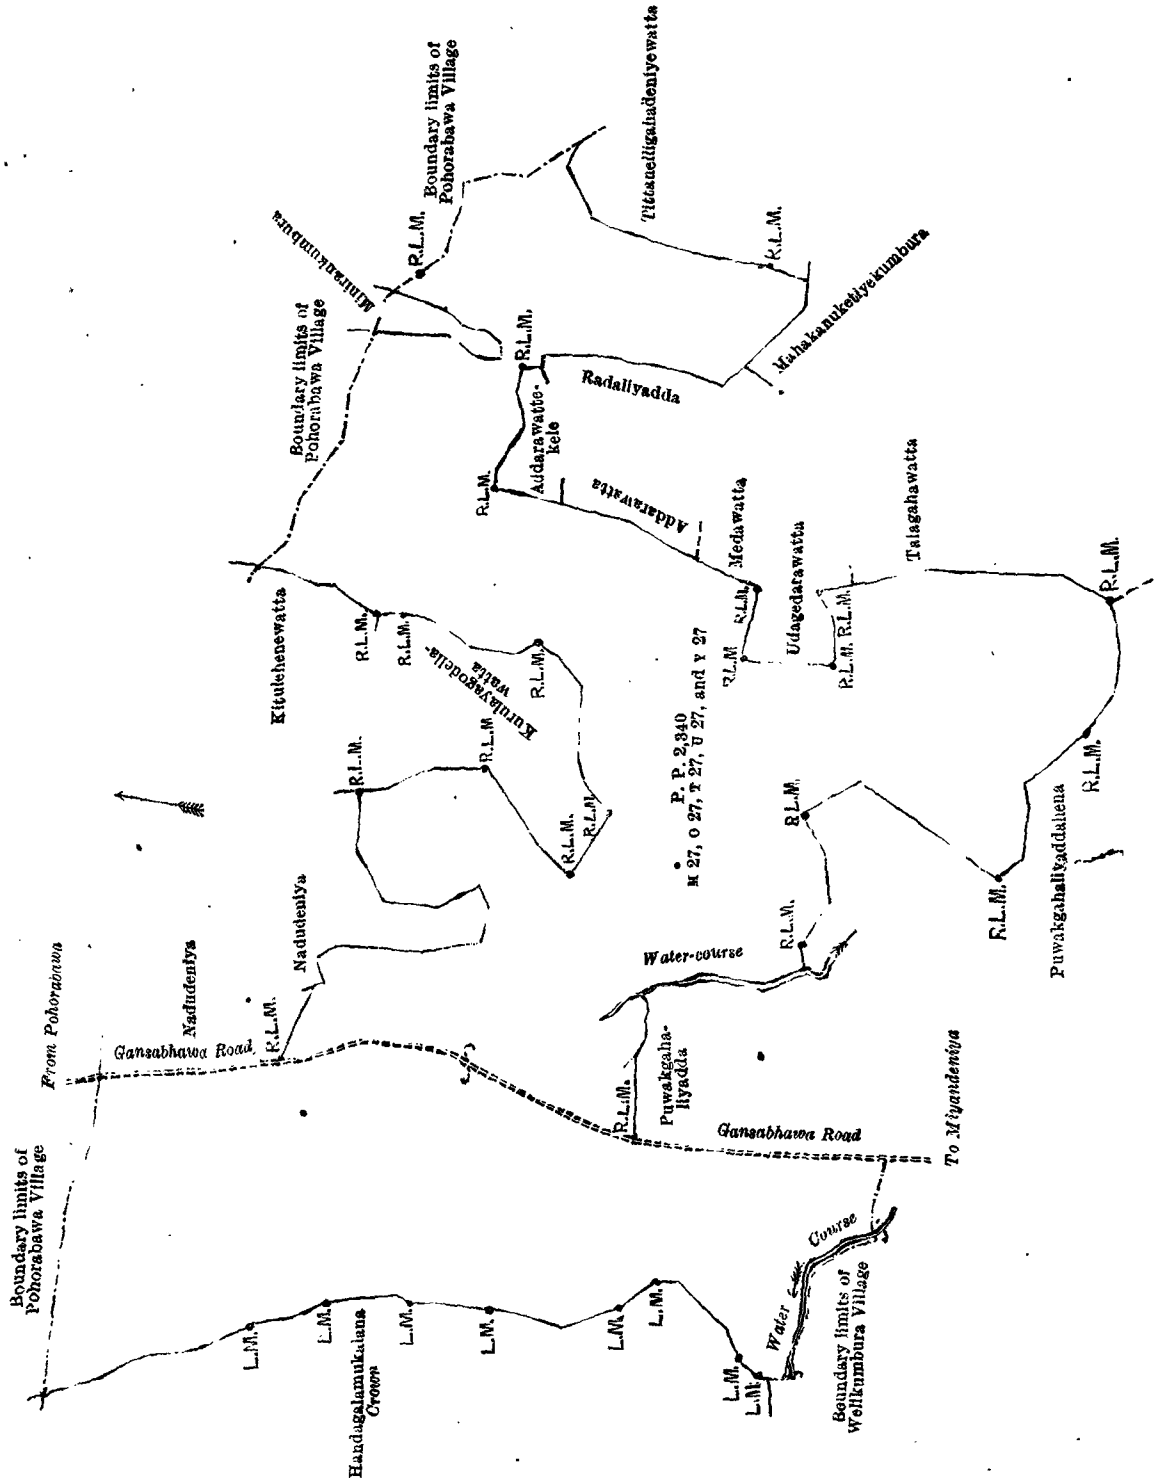 Boundary limits of
Pohorabawa Village
From Pohorabawa
Gansabhawa Road
Nadudeniya
R.L.M.
Nadudeniya
R.L.M.
Kitulehenewatta
R.L.M.
R.L.M.
Kurulayagodella-
watta
R.L.M.
R.L.M
R.L.M.
R.L.M
Boundary limits of
Pohorabawa Village
Minirankumbura
R.L.M.
Boundary limits of
Pohorabawa Village
Tittanelligahadeniyewatta
R.L.M.
Mahakanuketiyekumbura
Radaliyadda
R.L.M.
Addarawatte-
kele
R.L.M.
Addarawatta
Medawatta
R.L.M.
R.L.M
Udagedarawatta
R.L.M.
R.L.M.
Talagahawatta
R.L.M.
R.L.M.
Puwakgahaliyaddahena
R.L.M.
R.L.M.
R.L.M.
P. P. 2,340
M 27, O 27, T 27, U 27, and Y 27
Water-course
Puwakgaha-
liyadda
R.L.M.
Gansabhawa Road
To Miyandeniya
Water Course
Boundary limits of
Welikumbura Village
L.M.
L.M.
L.M.
L.M.
L.M.
L.M.
L.M.
L.M.
Handagalamukalana
Crown